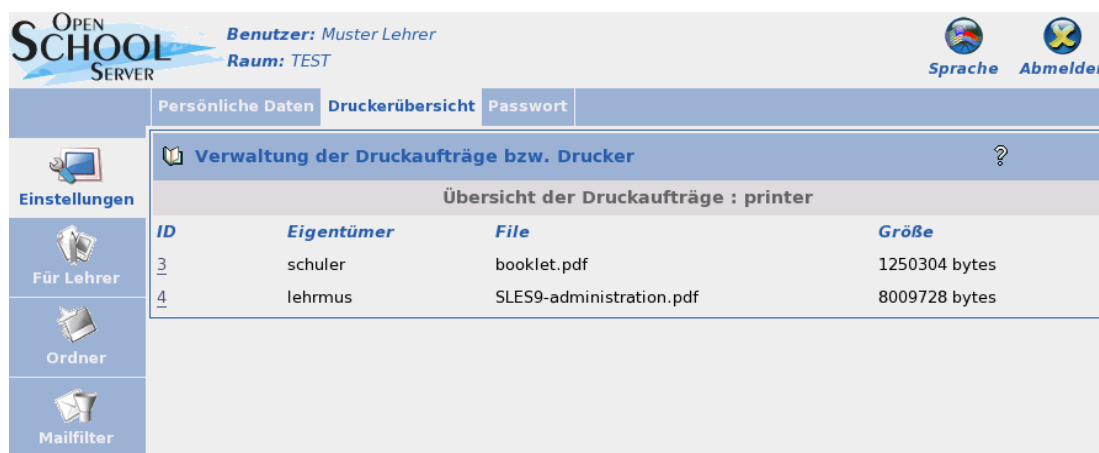 OPEN
SCHOOL
SERVER
Benutzer: Muster Lehrer
Raum: TEST
Sprache
Abmelde
Persönliche Daten
Druckerübersicht
Passwort
Verwaltung der Druckaufträge bzw. Drucker
Übersicht der Druckaufträge : printer
ID Eigentümer File Größe
3 schuler booklet.pdf 1250304 bytes
4 lehrmus SLES9-administration.pdf 8009728 bytes
Einstellungen
Für Lehrer
Ordner
Mailfilter